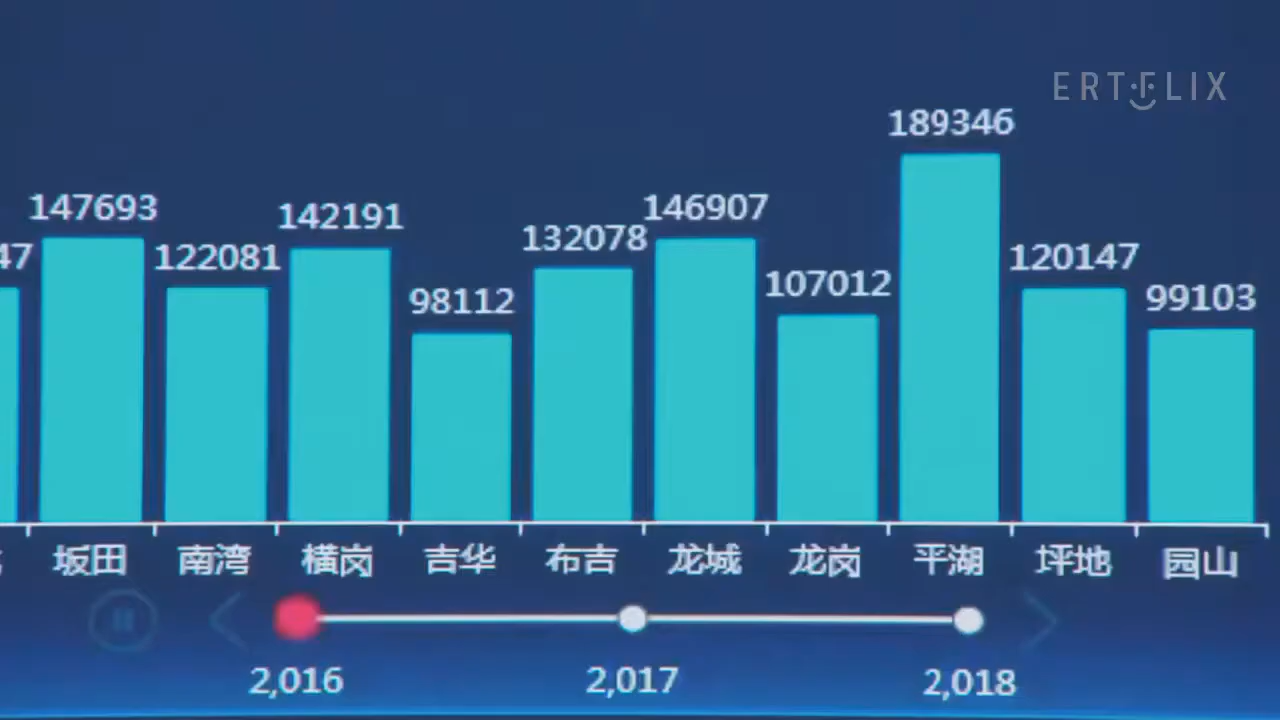 ERTFLIX
189346
147693
142191
146907
132078
47
122081
120147
107012
98112
99103
坂田
南湾
横岗
吉华
布吉
龙城
龙岗
平湖
坪地
园山
2,016
2,017
2,018